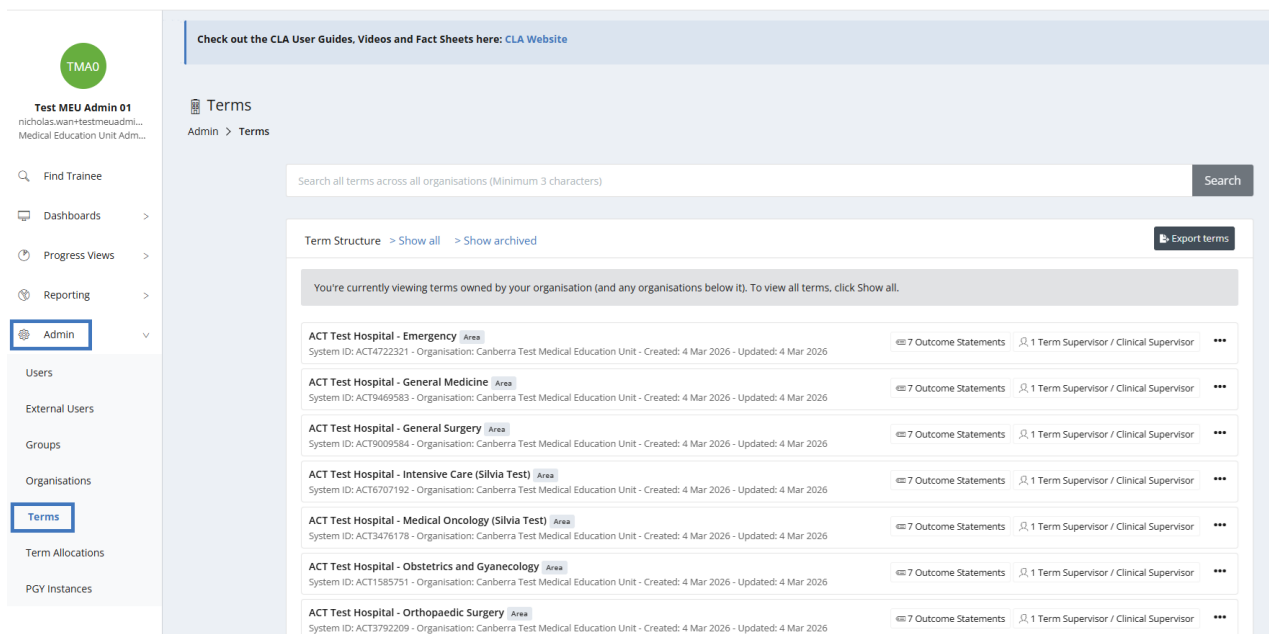 Check out the CLA User Guides, Videos and Fact Sheets here: CLA Website
TMA0
Test MEU Admin 01
nicholas.wan+testmeuadmi...
Medical Education Unit Adm...
Find Trainee
Dashboards
Progress Views
Reporting
Admin
Users
External Users
Groups
Organisations
Terms
Term Allocations
PGY Instances
Terms
Admin > Terms
Search all terms across all organisations (Minimum 3 characters)
Search
Term Structure > Show all > Show archived
Export terms
You're currently viewing terms owned by your organisation (and any organisations below it). To view all terms, click Show all.
ACT Test Hospital - Emergency Area
System ID: ACT4722321 - Organisation: Canberra Test Medical Education Unit - Created: 4 Mar 2026 - Updated: 4 Mar 2026
7 Outcome Statements 1 Term Supervisor / Clinical Supervisor
ACT Test Hospital - General Medicine Area
System ID: ACT9469583 - Organisation: Canberra Test Medical Education Unit - Created: 4 Mar 2026 - Updated: 4 Mar 2026
7 Outcome Statements 1 Term Supervisor / Clinical Supervisor
ACT Test Hospital - General Surgery Area
System ID: ACT9009584 - Organisation: Canberra Test Medical Education Unit - Created: 4 Mar 2026 - Updated: 4 Mar 2026
7 Outcome Statements 1 Term Supervisor / Clinical Supervisor
ACT Test Hospital - Intensive Care (Silvia Test) Area
System ID: ACT6707192 - Organisation: Canberra Test Medical Education Unit - Created: 4 Mar 2026 - Updated: 4 Mar 2026
7 Outcome Statements 1 Term Supervisor / Clinical Supervisor
ACT Test Hospital - Medical Oncology (Silvia Test) Area
System ID: ACT3476178 - Organisation: Canberra Test Medical Education Unit - Created: 4 Mar 2026 - Updated: 4 Mar 2026
7 Outcome Statements 1 Term Supervisor / Clinical Supervisor
ACT Test Hospital - Obstetrics and Gyanecology Area
System ID: ACT1585751 - Organisation: Canberra Test Medical Education Unit - Created: 4 Mar 2026 - Updated: 4 Mar 2026
7 Outcome Statements 1 Term Supervisor / Clinical Supervisor
ACT Test Hospital - Orthopaedic Surgery Area
System ID: ACT3792209 - Organisation: Canberra Test Medical Education Unit - Created: 4 Mar 2026 - Updated: 4 Mar 2026
7 Outcome Statements 1 Term Supervisor / Clinical Supervisor